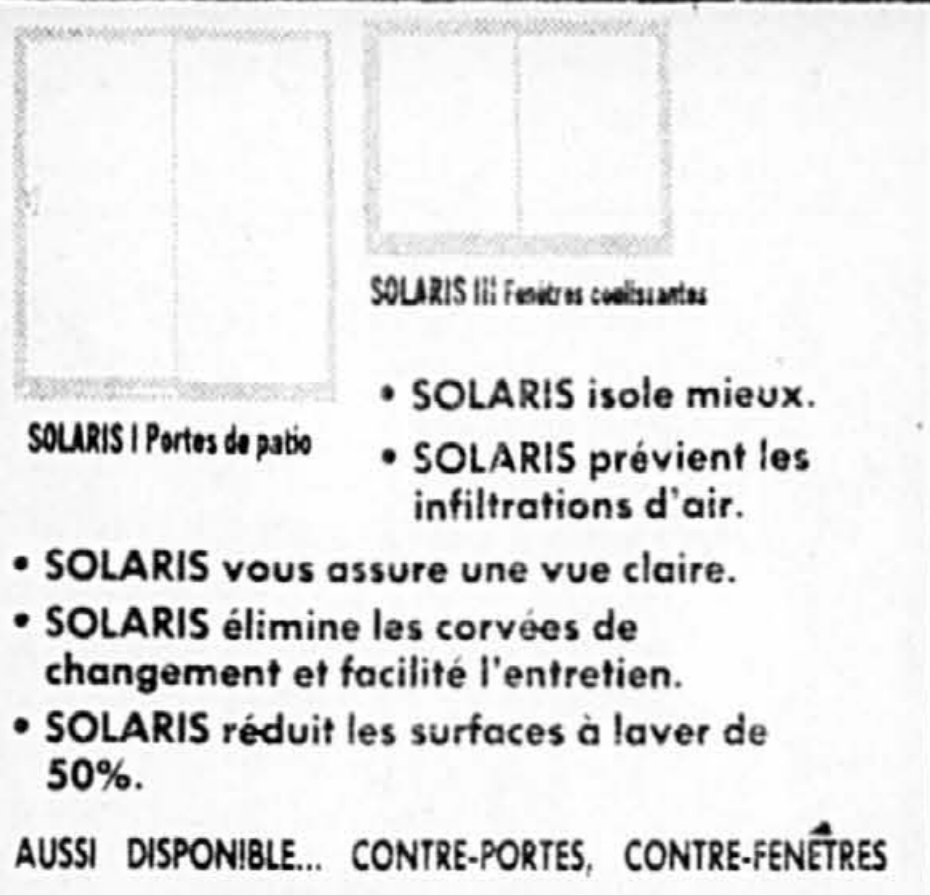 SOLARIS III Fenêtres coulissantes
SOLARIS I Portes de patio
• SOLARIS isole mieux.
• SOLARIS prévient les
infiltrations d'air.
• SOLARIS vous assure une vue claire.
• SOLARIS élimine les corvées de
changement et facilité l'entretien.
• SOLARIS réduit les surfaces à laver de
50%.
AUSSI DISPONIBLE... CONTRE-PORTES, CONTRE-FENÊTRES